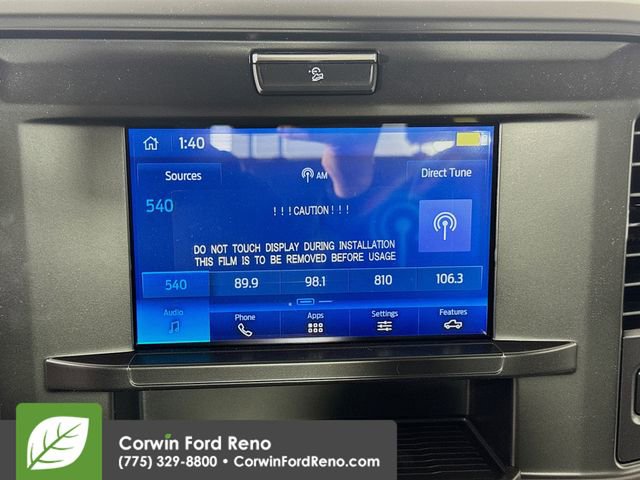 1:40
Sources
AM
Direct Tune
540
!!!CAUTION!!!
DO NOT TOUCH DISPLAY DURING INSTALLATION
THIS FILM IS TO BE REMOVED BEFORE USAGE
540 89.9 98.1 810 106.3
Audio Phone Apps Settings Features
Corwin Ford Reno
(775) 329-8800 • CorwinFordReno.com